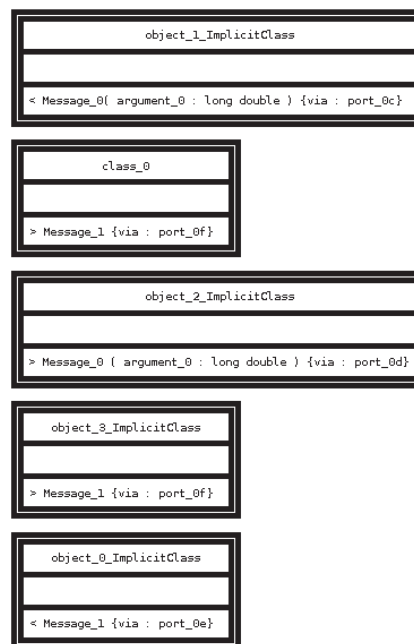 object_1_ImplicitClass
< Message_0( argument_0 : long double ) {via : port_0c}
class_0
> Message_1 {via : port_0f}
object_2_ImplicitClass
> Message_0 ( argument_0 : long double ) {via : port_0d}
object_3_ImplicitClass
> Message_1 {via : port_0f}
object_0_ImplicitClass
< Message_1 {via : port_0e}